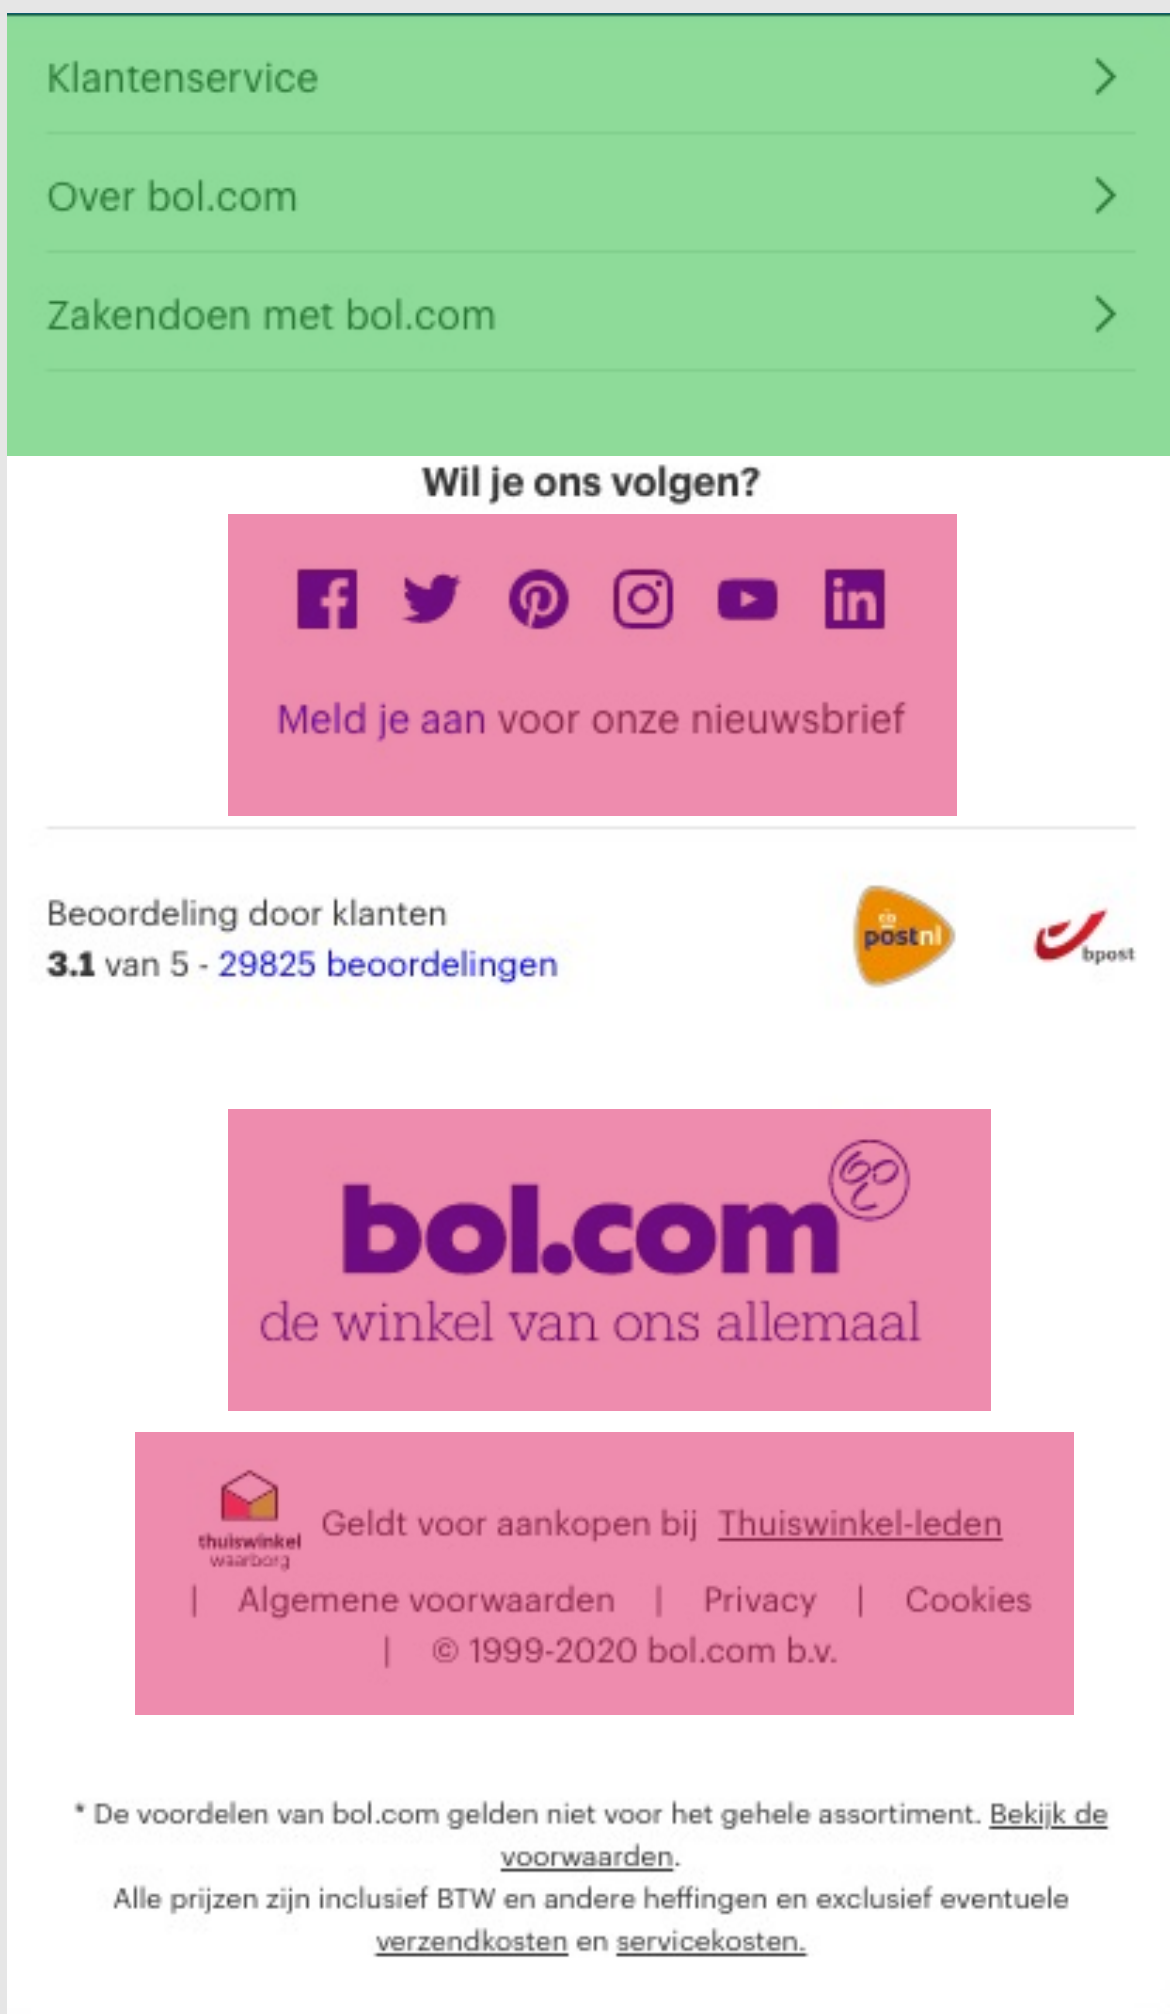 Klantenservice
Over bol.com
Zakendoen met bol.com
Wil je ons volgen?
Meld je aan voor onze nieuwsbrief
Beoordeling door klanten
3.1 van 5 - 29825 beoordelingen
postnl
bpost
bol.com
de winkel van ons allemaal
thuiswinkel
waarborg
Geldt voor aankopen bij Thuiswinkel-leden
| Algemene voorwaarden | Privacy | Cookies
| © 1999-2020 bol.com b.v.
* De voordelen van bol.com gelden niet voor het gehele assortiment. Bekijk de
voorwaarden.
Alle prijzen zijn inclusief BTW en andere heffingen en exclusief eventuele
verzendkosten en servicekosten.